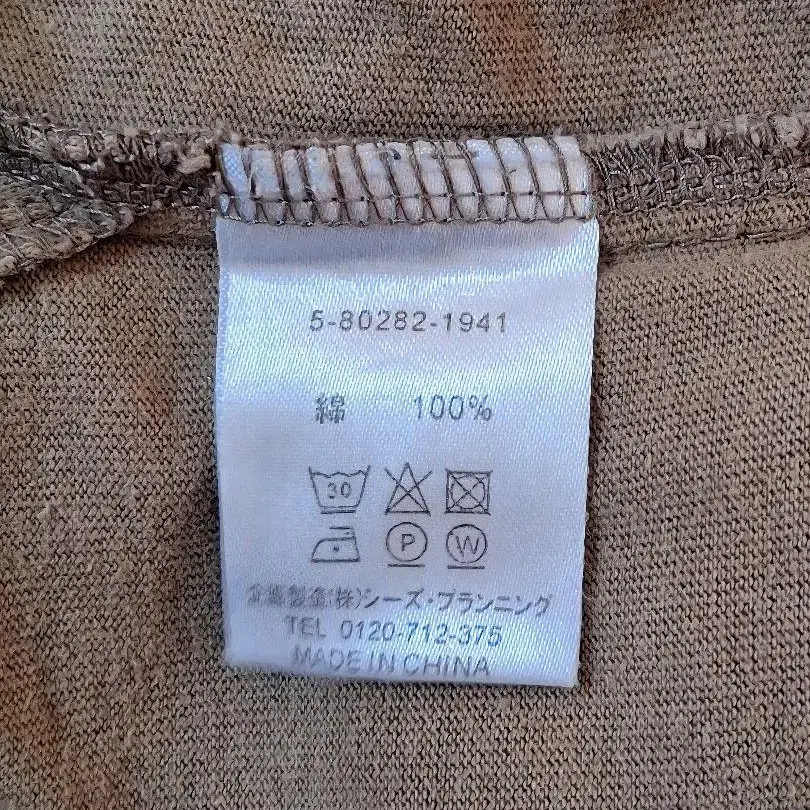 5-80282-1941
綿 100%
30
P W
企画製造(株)シーズ・プランニング
TEL 0120-712-375
MADE IN CHINA